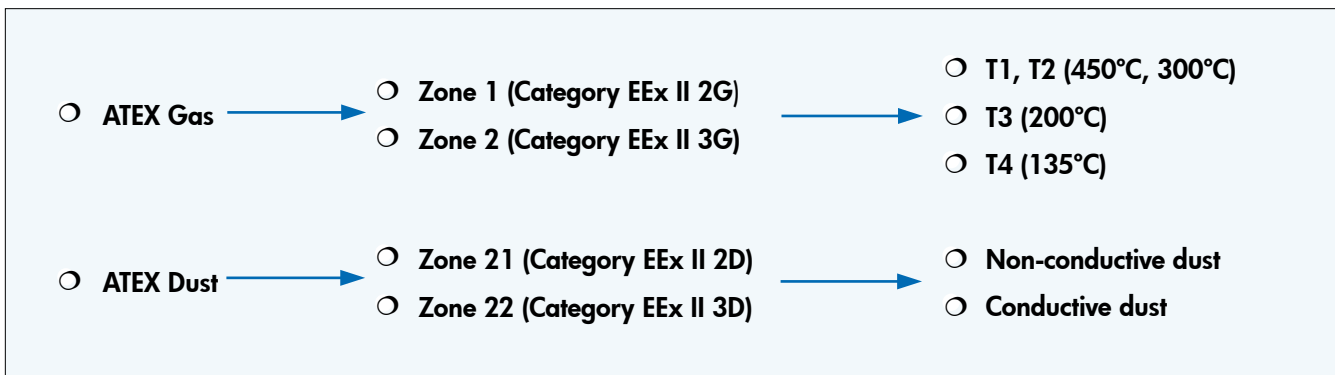 ATEX Gas
Zone 1 (Category EEx II 2G)
Zone 2 (Category EEx II 3G)
T1, T2 (450°C, 300°C)
T3 (200°C)
T4 (135°C)
ATEX Dust
Zone 21 (Category EEx II 2D)
Zone 22 (Category EEx II 3D)
Non-conductive dust
Conductive dust